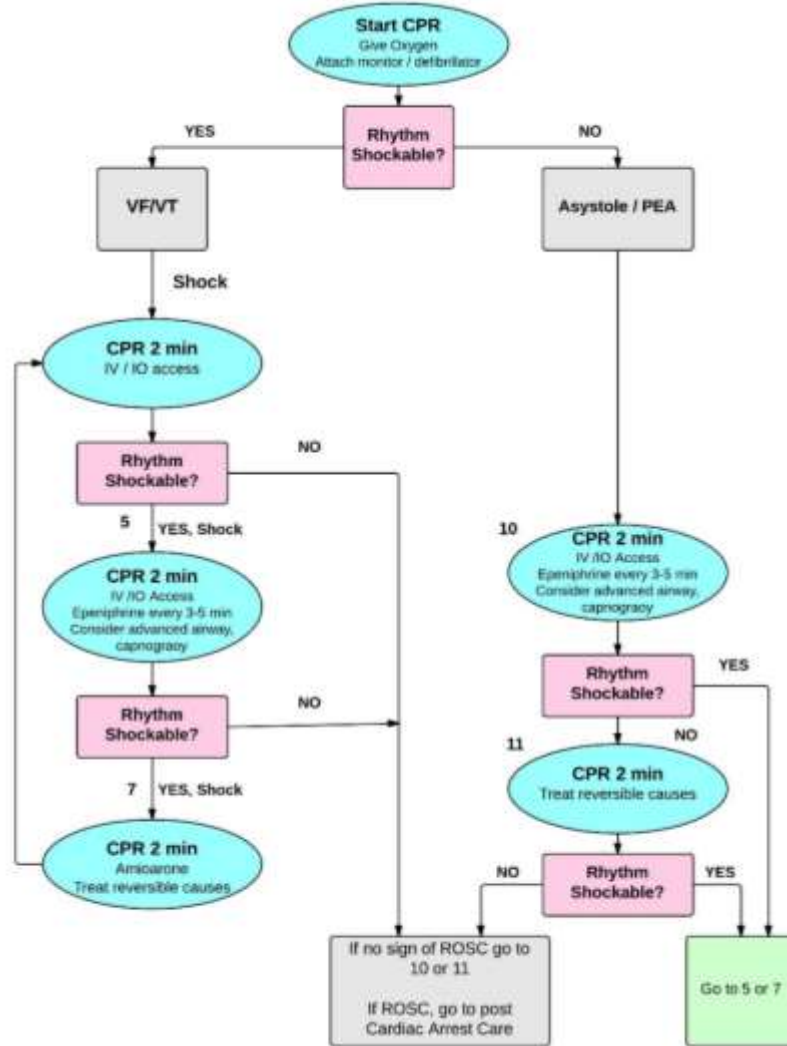 Start CPR
Give Oxygen
Attach monitor / defibrillator
YES
Rhythm
Shockable?
NO
VF/VT
Asystole / PEA
Shock
CPR 2 min
IV / IO access
Rhythm
Shockable?
NO
5
YES, Shock
CPR 2 min
IV /IO Access
Epeniphrine every 3-5 min
Consider advanced airway,
capnograoy
Rhythm
Shockable?
NO
7
YES, Shock
CPR 2 min
Amioarone
Treat reversible causes
10
CPR 2 min
IV /IO Access
Epeniphrine every 3-5 min
Consider advanced airway,
capnograoy
Rhythm
Shockable?
YES
NO
11
CPR 2 min
Treat reversible causes
Rhythm
Shockable?
NO
YES
If no sign of ROSC go to
10 or 11
If ROSC, go to post
Cardiac Arrest Care
Go to 5 or 7